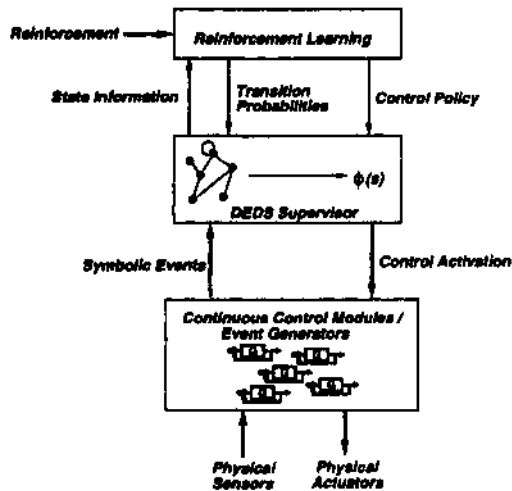 Reinforcement
Reinforcement Learning
State Information
Transition
Probabilities
Control Policy
ϕ(s)
DEDS Supervisor
Symbolic Events
Control Activation
Continuous Control Modules /
Event Generators
Physical
Sensors
Physical
Actuators